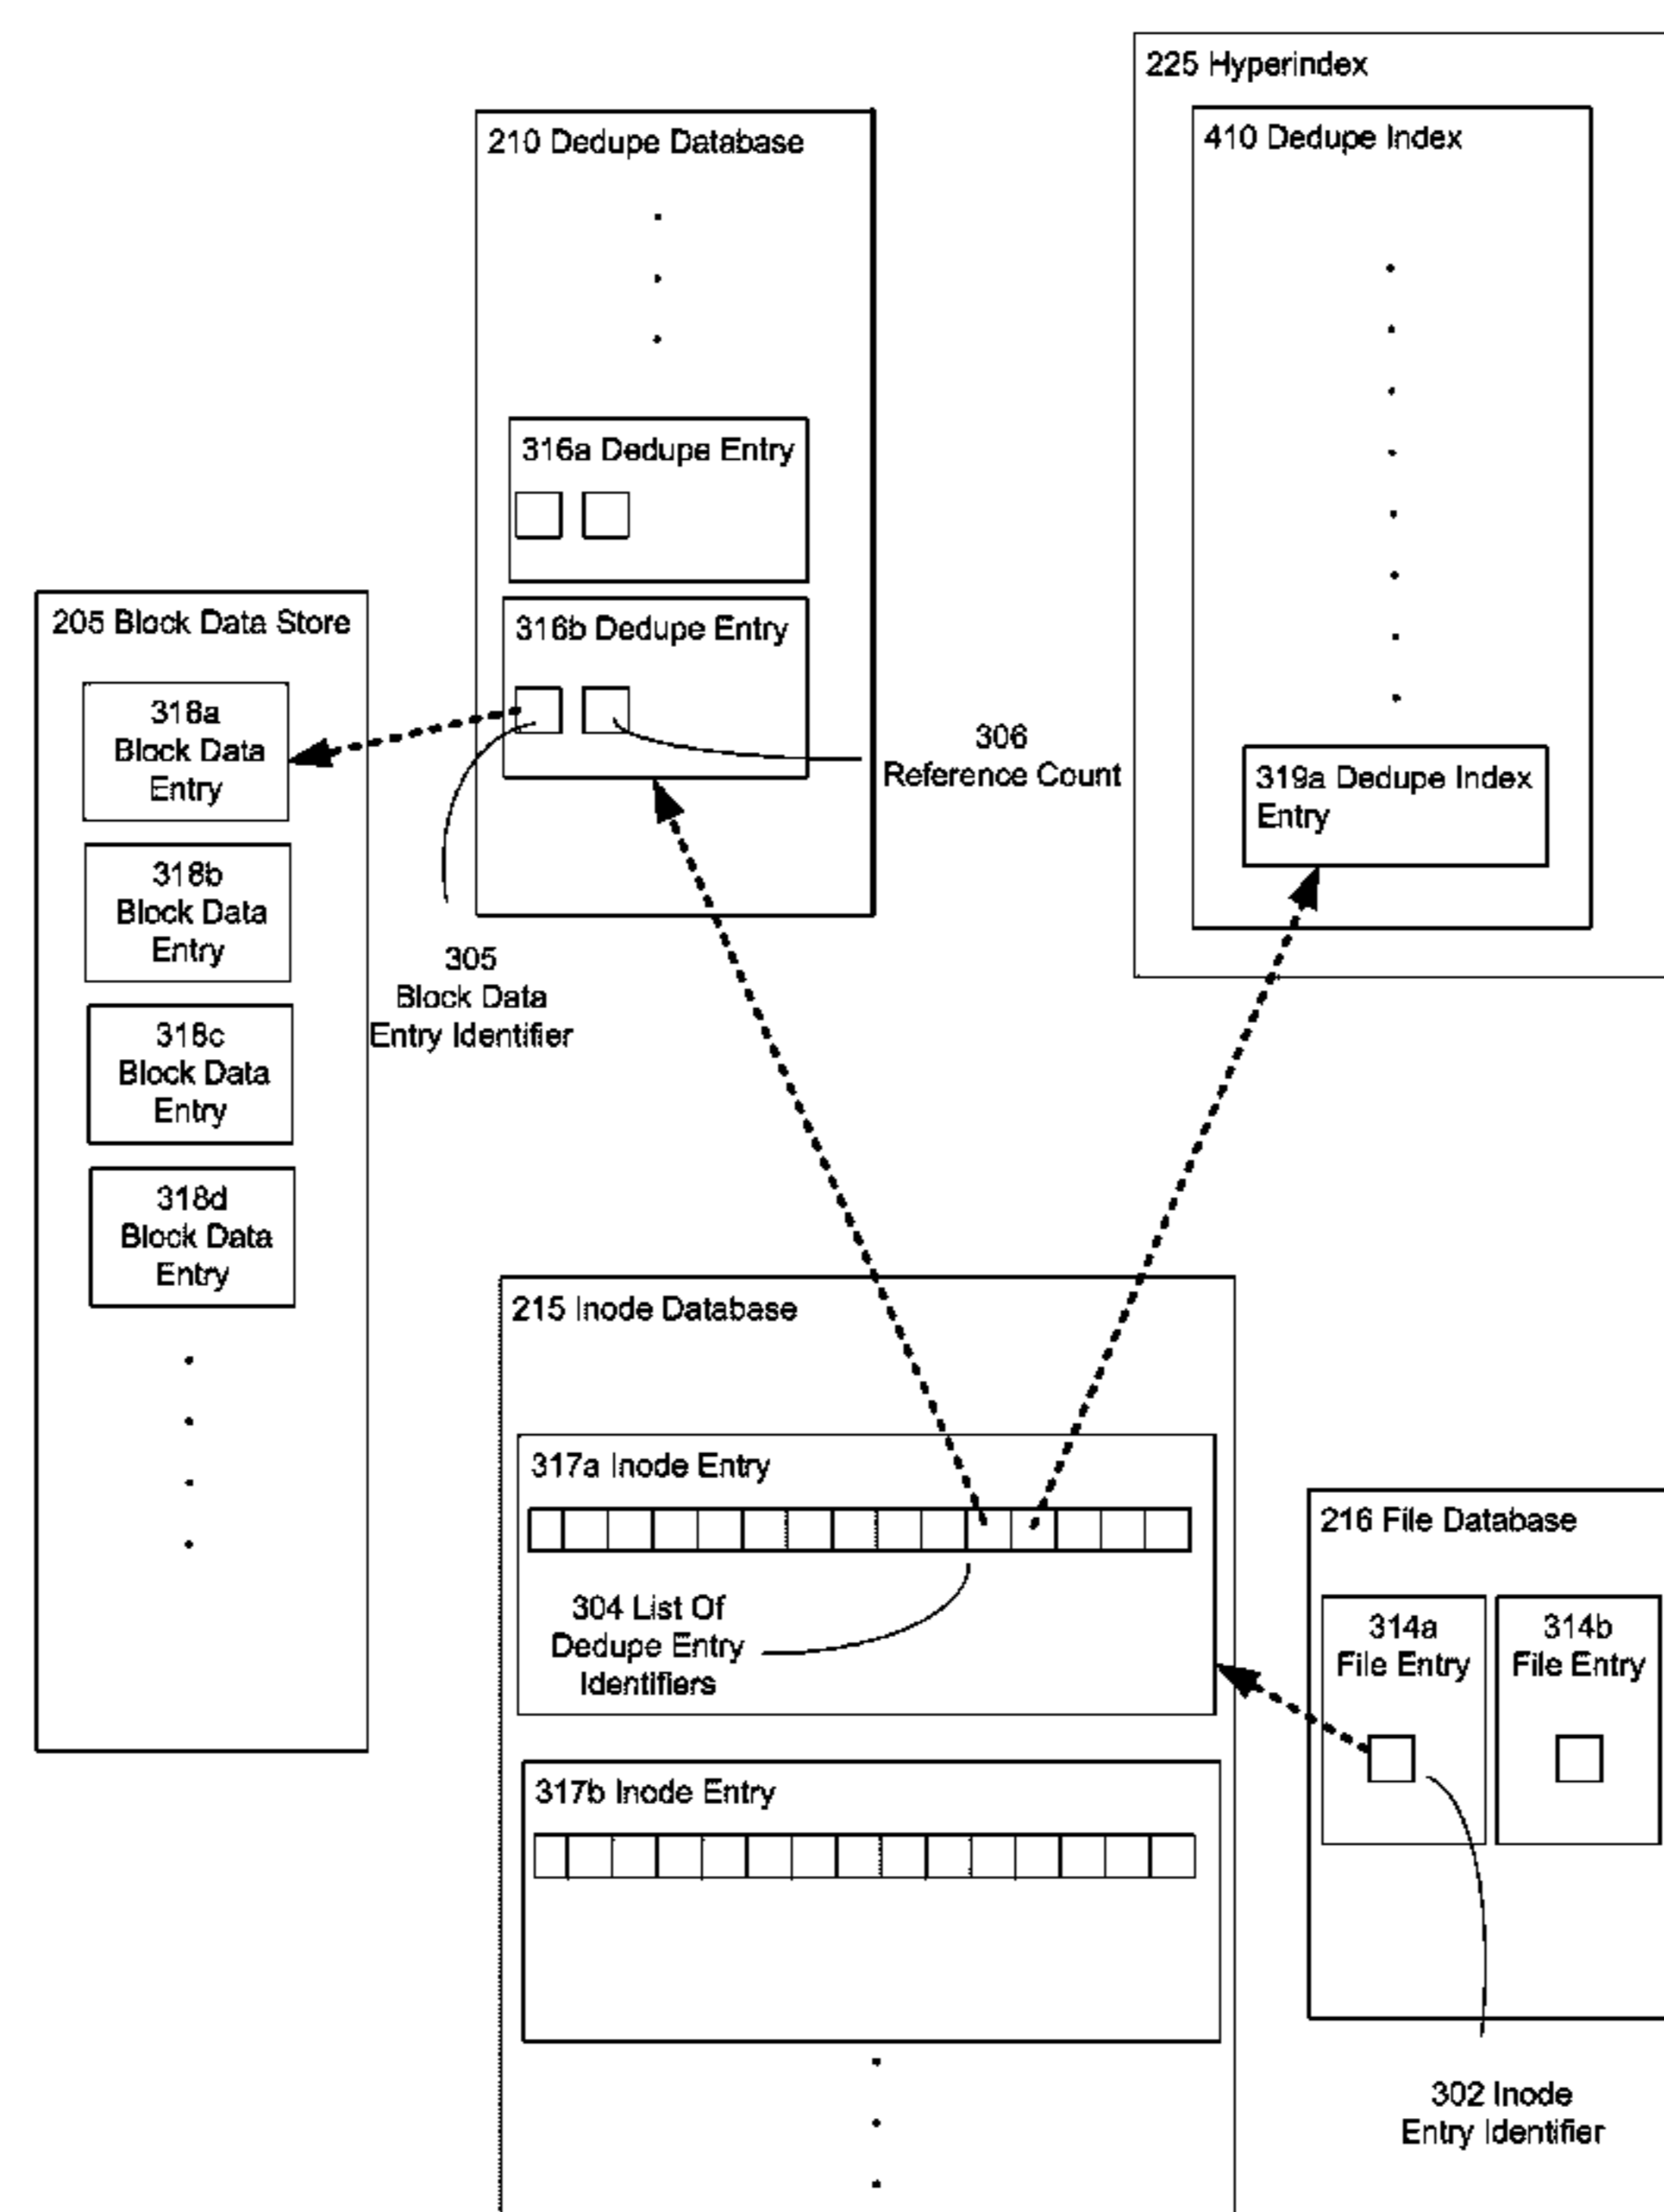 225 Hyperindex
410 Dedupe Index
319a Dedupe Index
Entry
210 Dedupe Database
316a Dedupe Entry
316b Dedupe Entry
306
Reference Count
305
Block Data
Entry Identifier
205 Block Data Store
318a
Block Data
Entry
318b
Block Data
Entry
318c
Block Data
Entry
318d
Block Data
Entry
215 Inode Database
317a Inode Entry
304 List Of
Dedupe Entry
Identifiers
317b Inode Entry
216 File Database
314a
File Entry
314b
File Entry
302 Inode
Entry Identifier